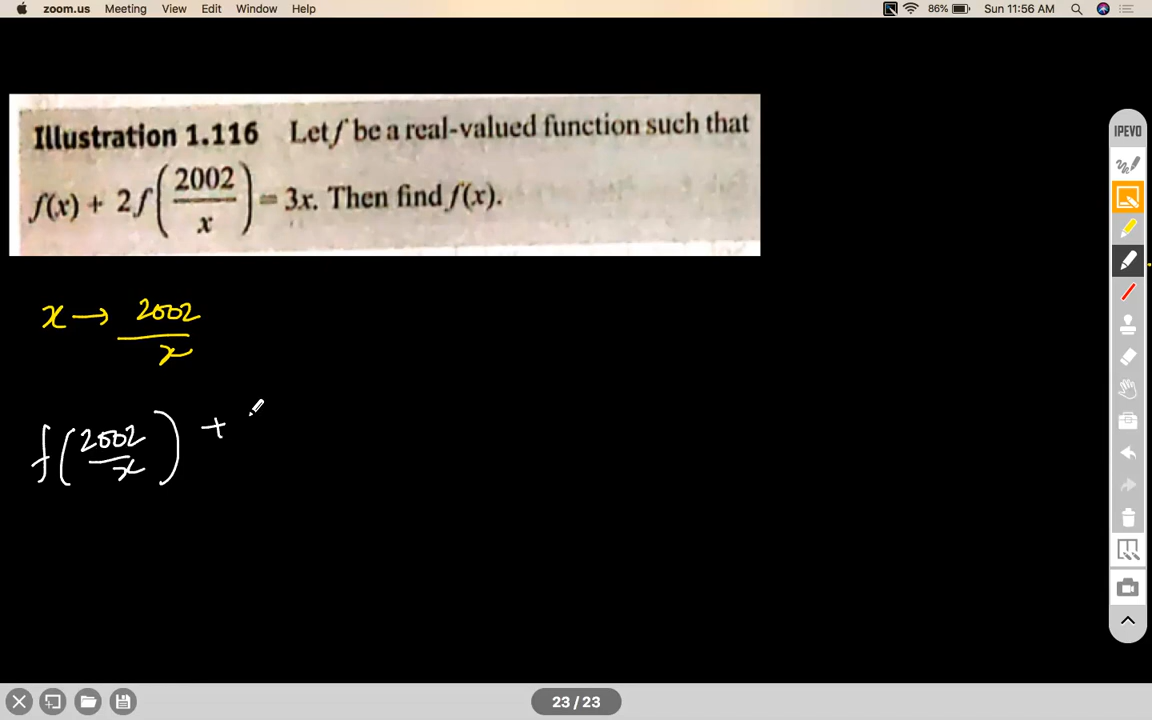 zoom.us Meeting View Edit Window Help 86% Sun 11:56 AM
Illustration 1.116 Let f be a real-valued function such that
f(x) + 2f(2002/x) = 3x. Then find f(x).
IPEVO
x → 2002/x
f(2002/x) +
23 / 23